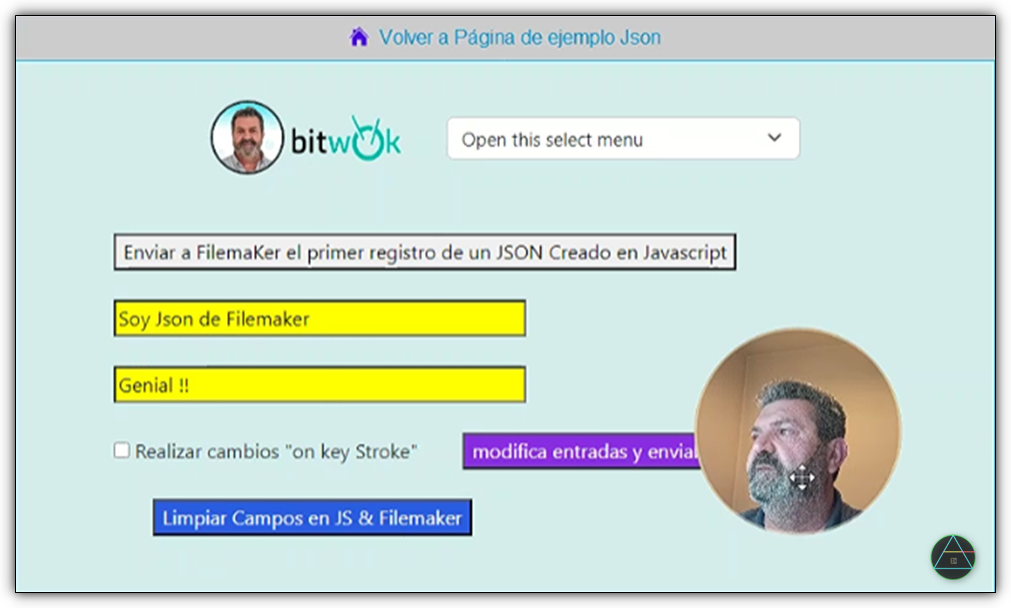 Volver a Página de ejemplo Json
bitwok
Open this select menu
Enviar a FilemaKer el primer registro de un JSON Creado en Javascript
Soy Json de Filemaker
Genial !!
Realizar cambios "on key Stroke"
modifica entradas y enviar
Limpiar Campos en JS & Filemaker